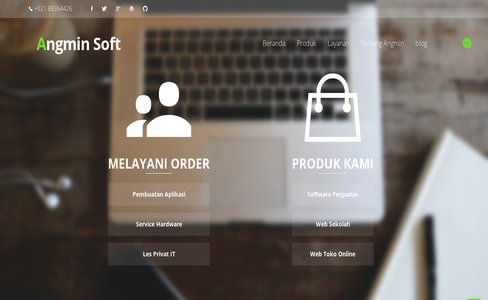 +021 88364426
Angmin Soft
Beranda Produk Layanan Tentang Angmin blog
MELAYANI ORDER
PRODUK KAMI
Pembuatan Aplikasi
Software Penjualan
Service Hardware
Web Sekolah
Les Privat IT
Web Toko Online